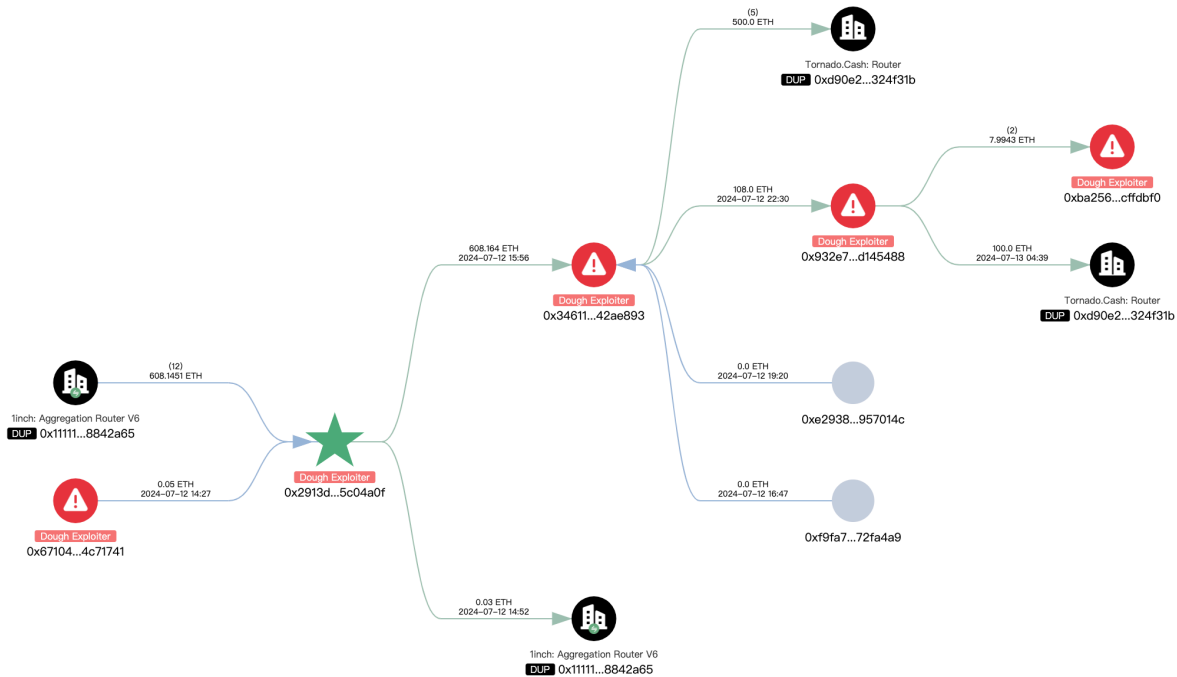 (5)
500.0 ETH
Tornado.Cash: Router
DUP 0xd90e2...324f31b
(2)
7.9943 ETH
Dough Exploiter
0xba256...cffdbf0
108.0 ETH
2024-07-12 22:30
Dough Exploiter
0x932e7...d145488
100.0 ETH
2024-07-13 04:39
Tornado.Cash: Router
DUP 0xd90e2...324f31b
608.164 ETH
2024-07-12 15:56
Dough Exploiter
0x34611...42ae893
0.0 ETH
2024-07-12 19:20
0xe2938...957014c
(12)
608.1451 ETH
1inch: Aggregation Router V6
DUP 0x11111...8842a65
Dough Exploiter
0x2913d...5c04a0f
0.05 ETH
2024-07-12 14:27
Dough Exploiter
0x67104...4c71741
0.0 ETH
2024-07-12 16:47
0xf9fa7...72fa4a9
0.03 ETH
2024-07-12 14:52
1inch: Aggregation Router V6
DUP 0x11111...8842a65